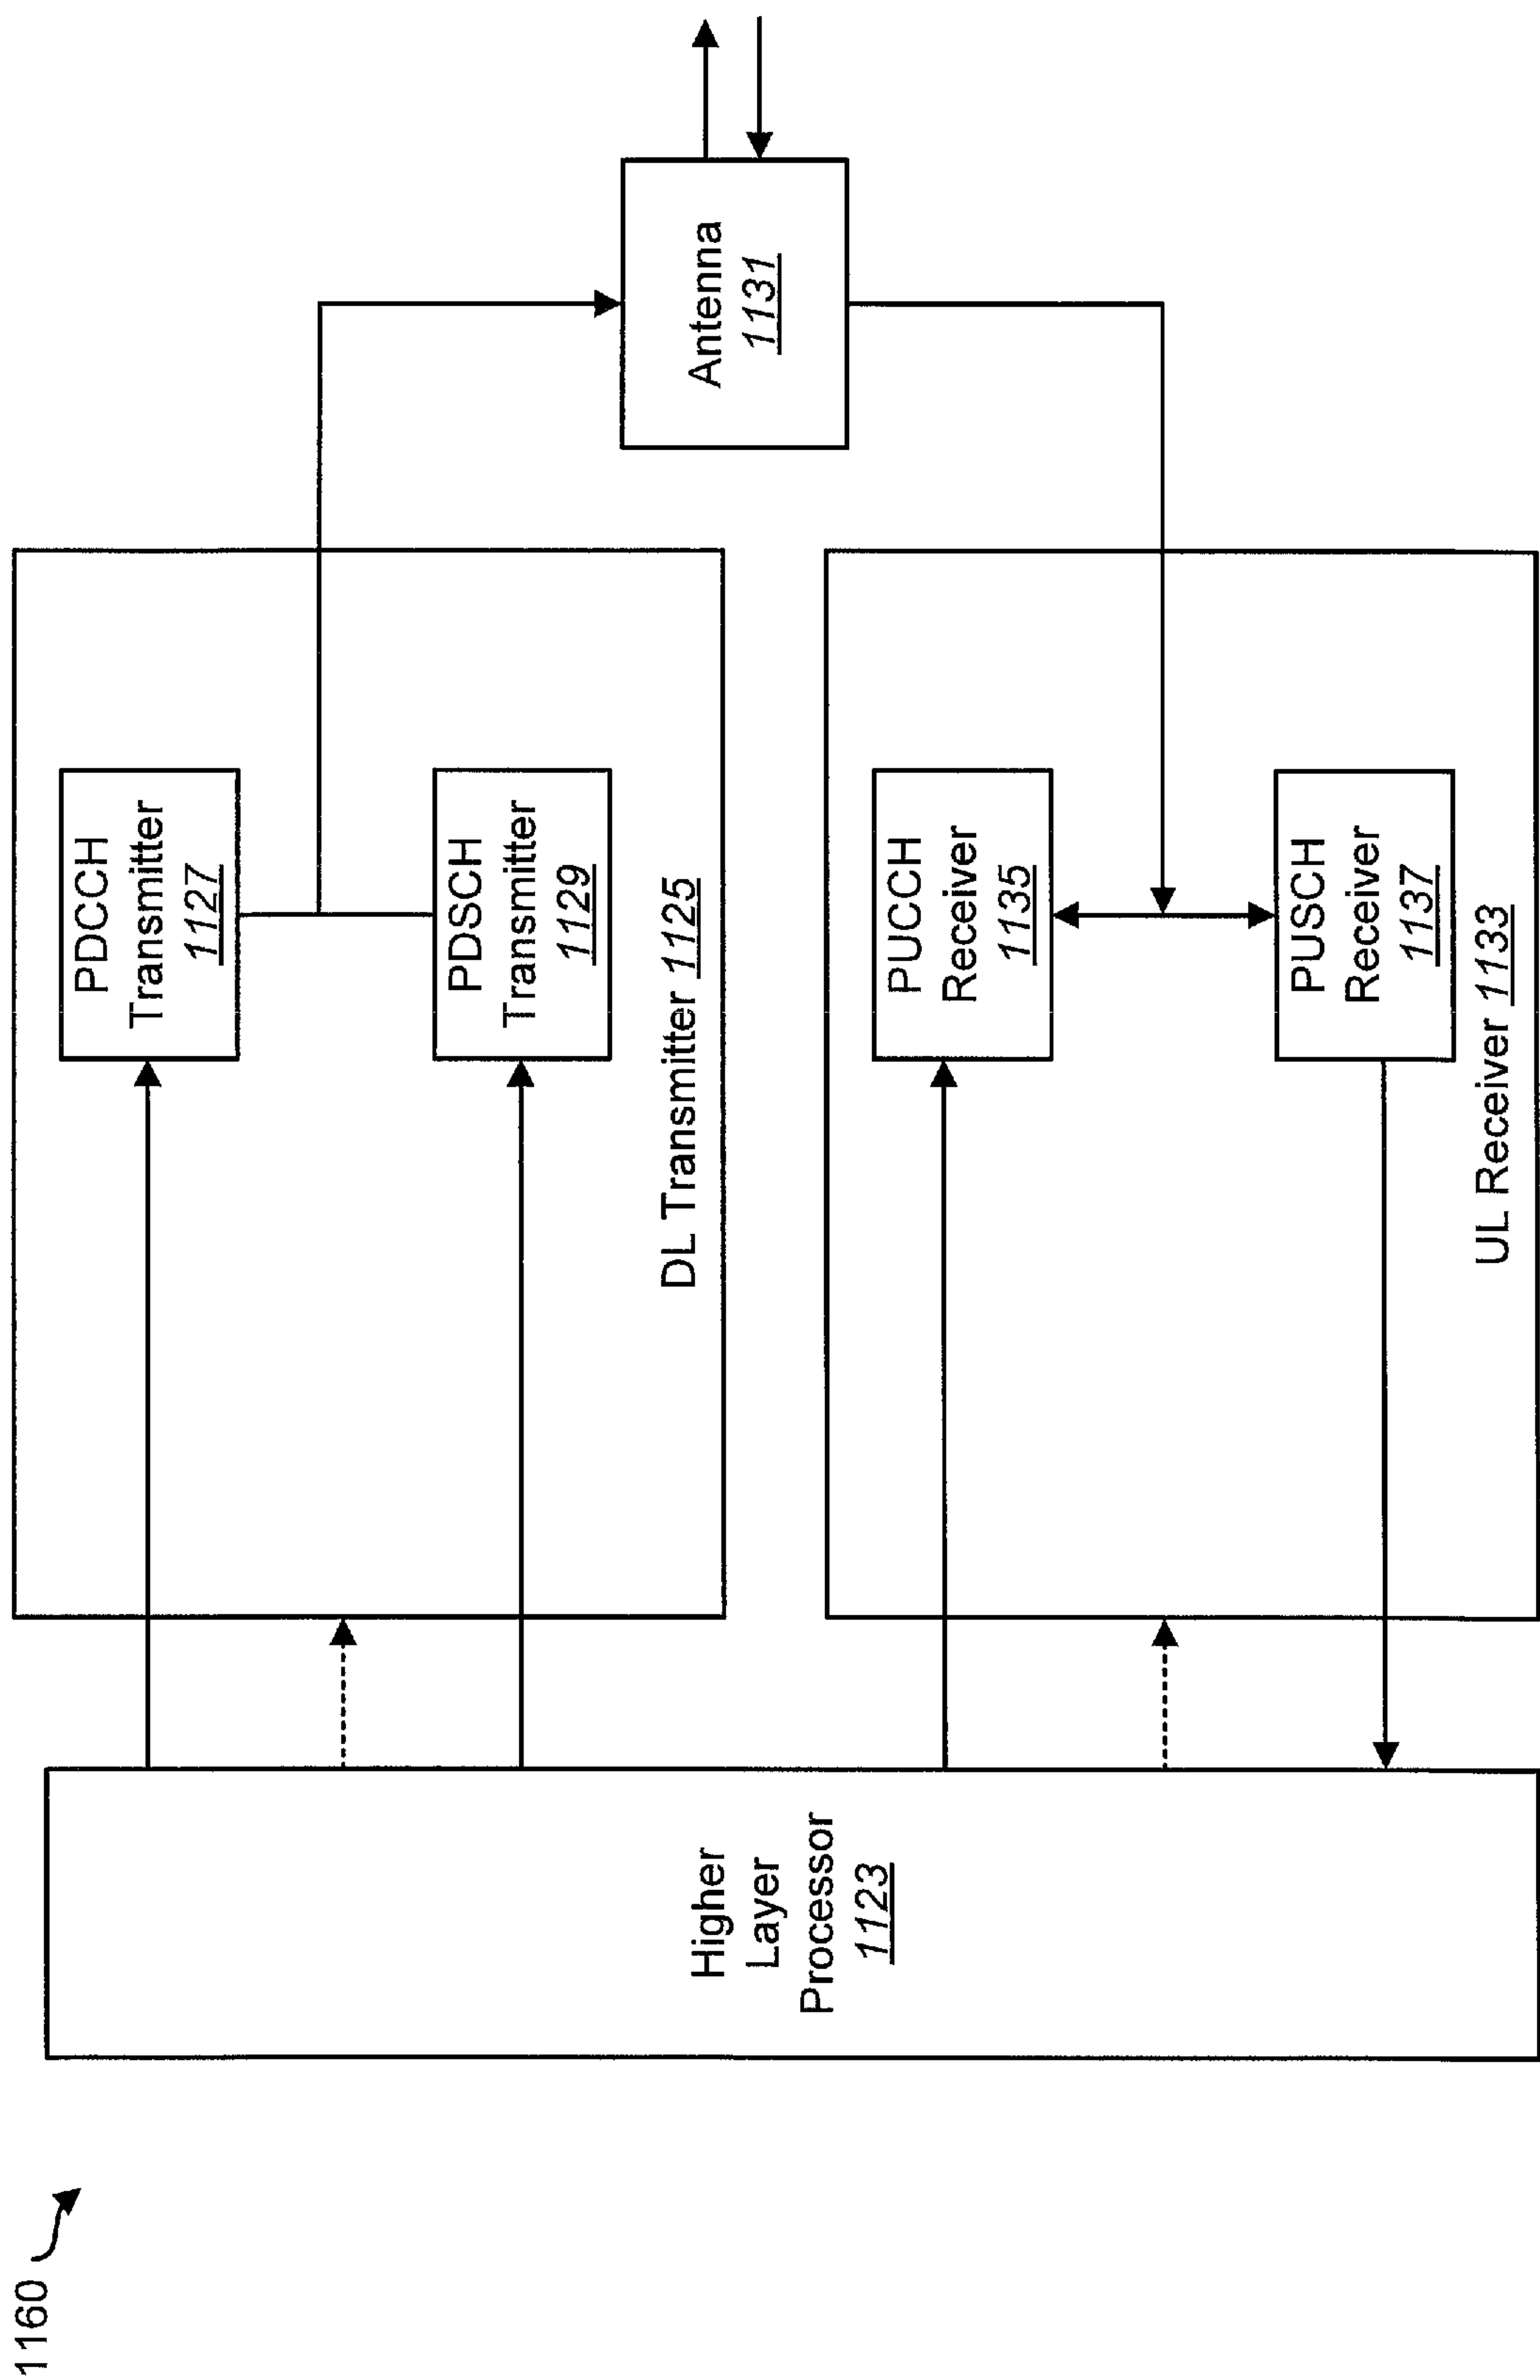 1160
Higher
Layer
Processor
1123
PDCCH
Transmitter
1127
PDSCH
Transmitter
1129
DL Transmitter 1125
PUCCH
Receiver
1135
PUSCH
Receiver
1137
UL Receiver 1133
Antenna
1131